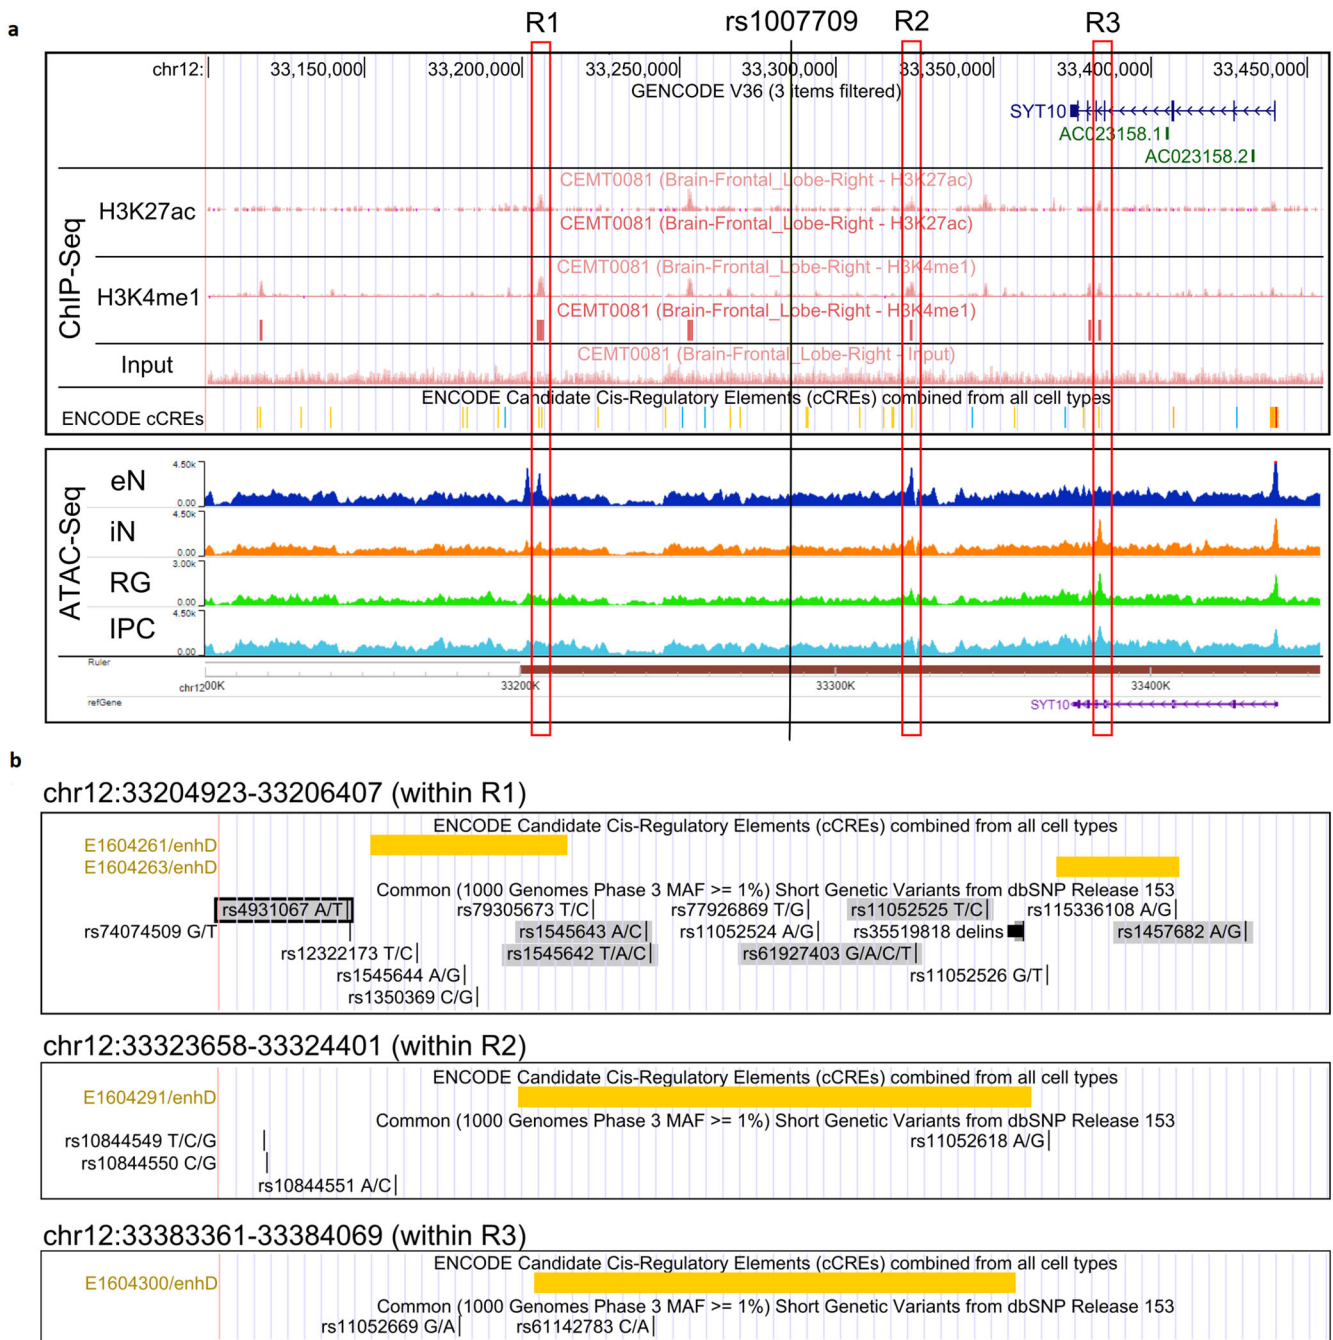 a
R1 rs1007709 R2 R3
chr12: 33,150,000 33,200,000 33,250,000 33,300,000 33,350,000 33,400,000 33,450,000
GENCODE V36 (3 items filtered)
SYT10
AC023158.1
AC023158.2
ChIP-Seq
H3K27ac
CEMT0081 (Brain-Frontal_Lobe-Right - H3K27ac)
CEMT0081 (Brain-Frontal_Lobe-Right - H3K27ac)
H3K4me1
CEMT0081 (Brain-Frontal_Lobe-Right - H3K4me1)
CEMT0081 (Brain-Frontal_Lobe-Right - H3K4me1)
Input
CEMT0081 (Brain-Frontal_Lobe-Right - Input)
ENCODE Candidate Cis-Regulatory Elements (cCREs) combined from all cell types
ENCODE cCREs
ATAC-Seq
eN
4.50k
0.00
iN
4.50k
0.00
RG
3.00k
0.00
IPC
4.50k
0.00
Ruler
chr12 00K 33200K 33300K 33400K
refGene
SYT10
b
chr12:33204923-33206407 (within R1)
ENCODE Candidate Cis-Regulatory Elements (cCREs) combined from all cell types
E1604261/enhD
E1604263/enhD
Common (1000 Genomes Phase 3 MAF >= 1%) Short Genetic Variants from dbSNP Release 153
rs4931067 A/T rs79305673 T/C rs77926869 T/G rs11052525 T/C rs115336108 A/G
rs74074509 G/T rs1545643 A/C rs11052524 A/G rs35519818 delins rs1457682 A/G
rs12322173 T/C rs1545642 T/A/C rs61927403 G/A/C/T
rs1545644 A/G rs11052526 G/T
rs1350369 C/G
chr12:33323658-33324401 (within R2)
ENCODE Candidate Cis-Regulatory Elements (cCREs) combined from all cell types
E1604291/enhD
Common (1000 Genomes Phase 3 MAF >= 1%) Short Genetic Variants from dbSNP Release 153
rs10844549 T/C/G rs11052618 A/G
rs10844550 C/G
rs10844551 A/C
chr12:33383361-33384069 (within R3)
ENCODE Candidate Cis-Regulatory Elements (cCREs) combined from all cell types
E1604300/enhD
Common (1000 Genomes Phase 3 MAF >= 1%) Short Genetic Variants from dbSNP Release 153
rs11052669 G/A rs61142783 C/A